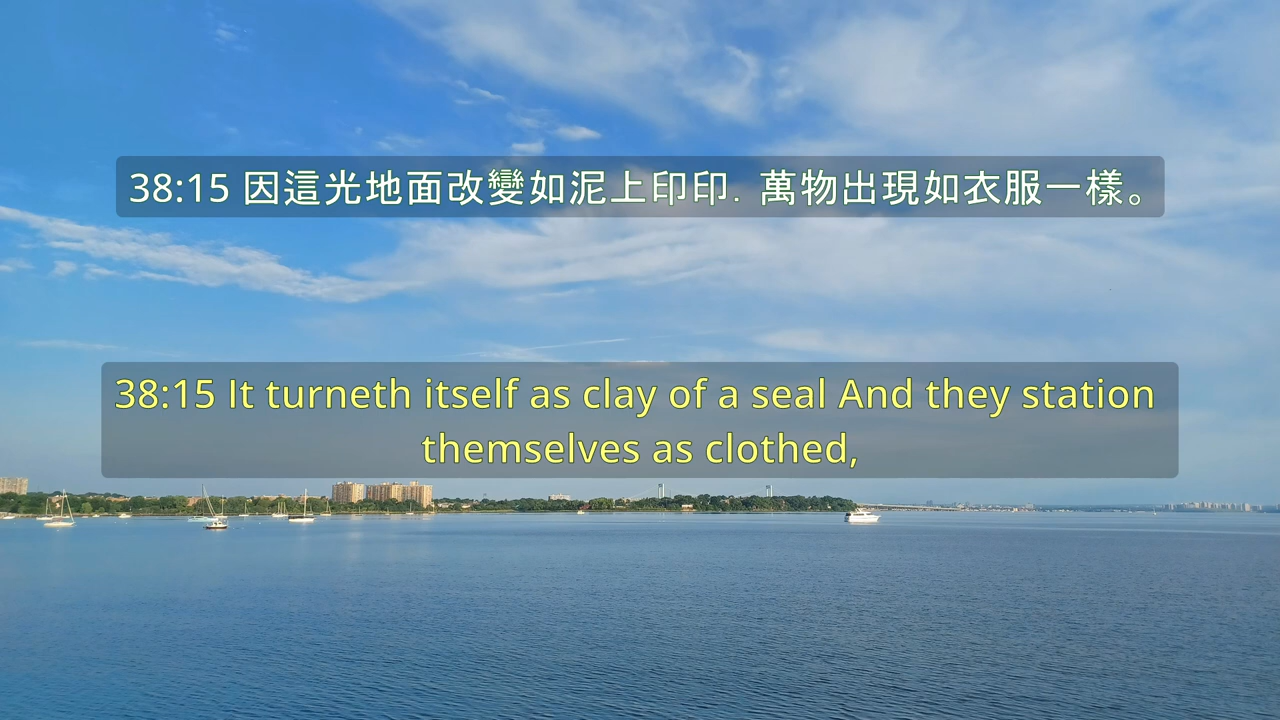 38:15 因這光地面改變如泥上印印. 萬物出現如衣服一樣。
38:15 It turneth itself as clay of a seal And they station
themselves as clothed,